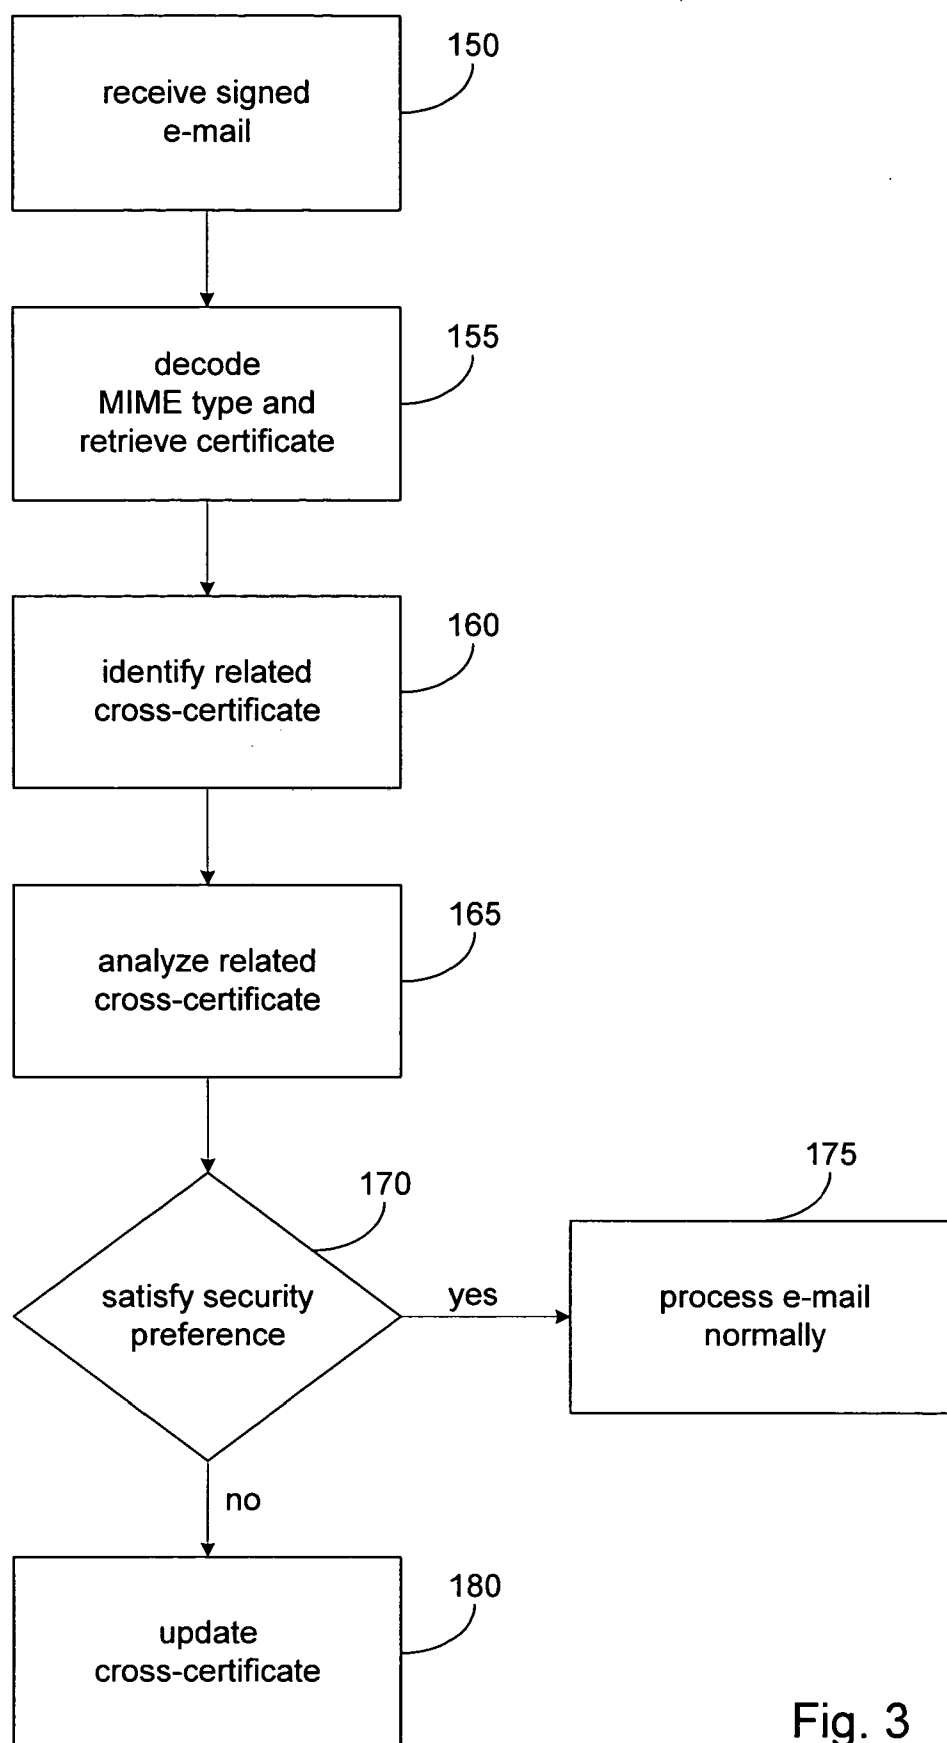 150
receive signed
e-mail
155
decode
MIME type and
retrieve certificate
160
identify related
cross-certificate
165
analyze related
cross-certificate
170
175
satisfy security
preference
yes
process e-mail
normally
no
180
update
cross-certificate
Fig. 3